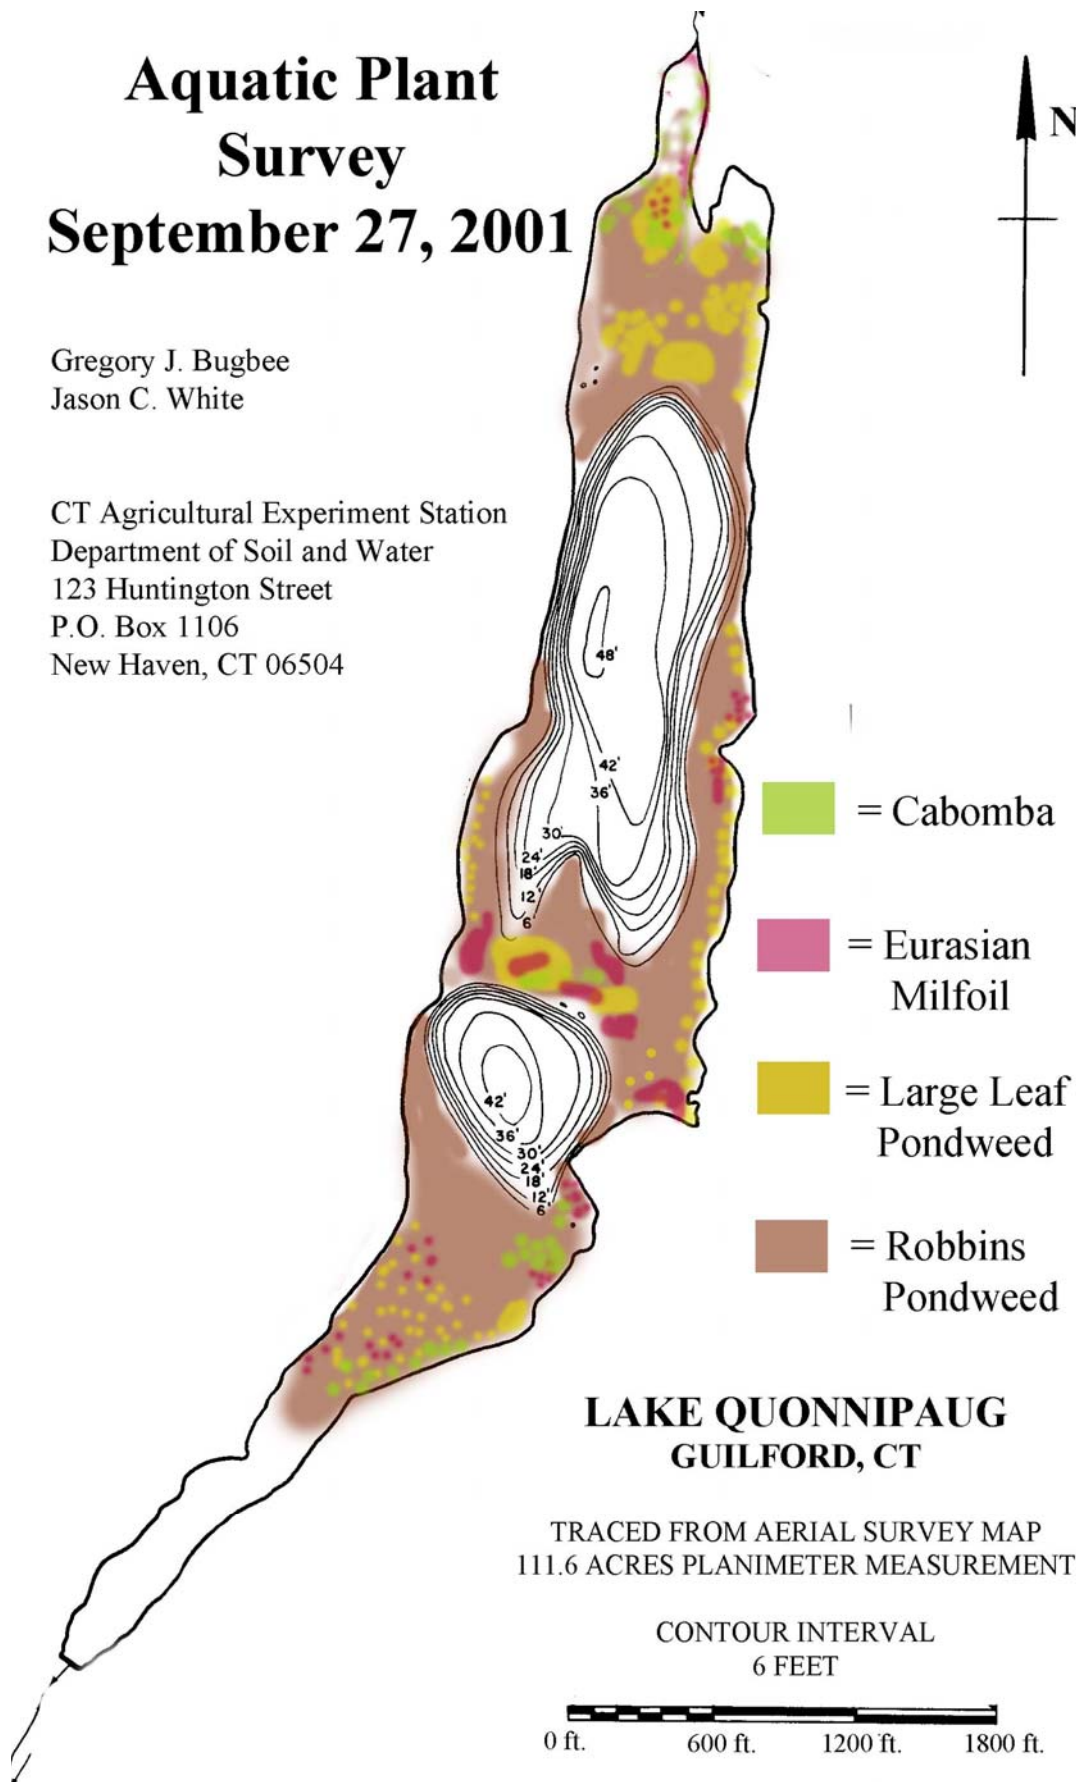 Aquatic Plant
Survey
September 27, 2001
N
N
Gregory J. Bugbee
Jason C. White
CT Agricultural Experiment Station
Department of Soil and Water
123 Huntington Street
P.O. Box 1106
New Haven, CT 06504
48'
42'
36'
30'
24'
18'
12'
6'
= Cabomba
= Eurasian
Milfoil
42'
36'
30'
24'
18'
12'
6'
= Large Leaf
Pondweed
= Robbins
Pondweed
LAKE QUONNIPAUG
GUILFORD, CT
TRACED FROM AERIAL SURVEY MAP
111.6 ACRES PLANIMETER MEASUREMENT
CONTOUR INTERVAL
6 FEET
0 ft. 600 ft. 1200 ft. 1800 ft.